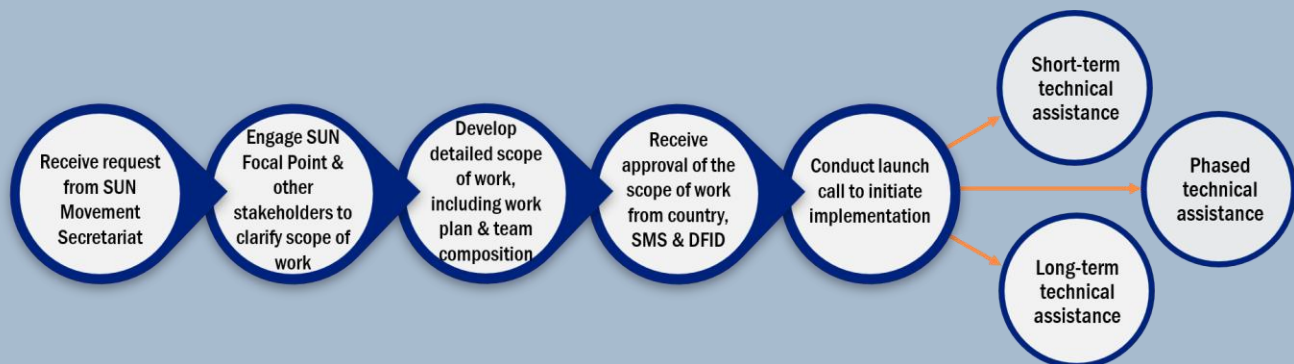 Receive request
from SUN
Movement
Secretariat
Engage SUN
Focal Point &
other
stakeholders to
clarify scope of
work
Develop
detailed scope
of work,
including work
plan & team
composition
Receive
approval of the
scope of work
from country,
SMS & DFID
Conduct launch
call to initiate
implementation
Short-term
technical
assistance
Phased
technical
assistance
Long-term
technical
assistance